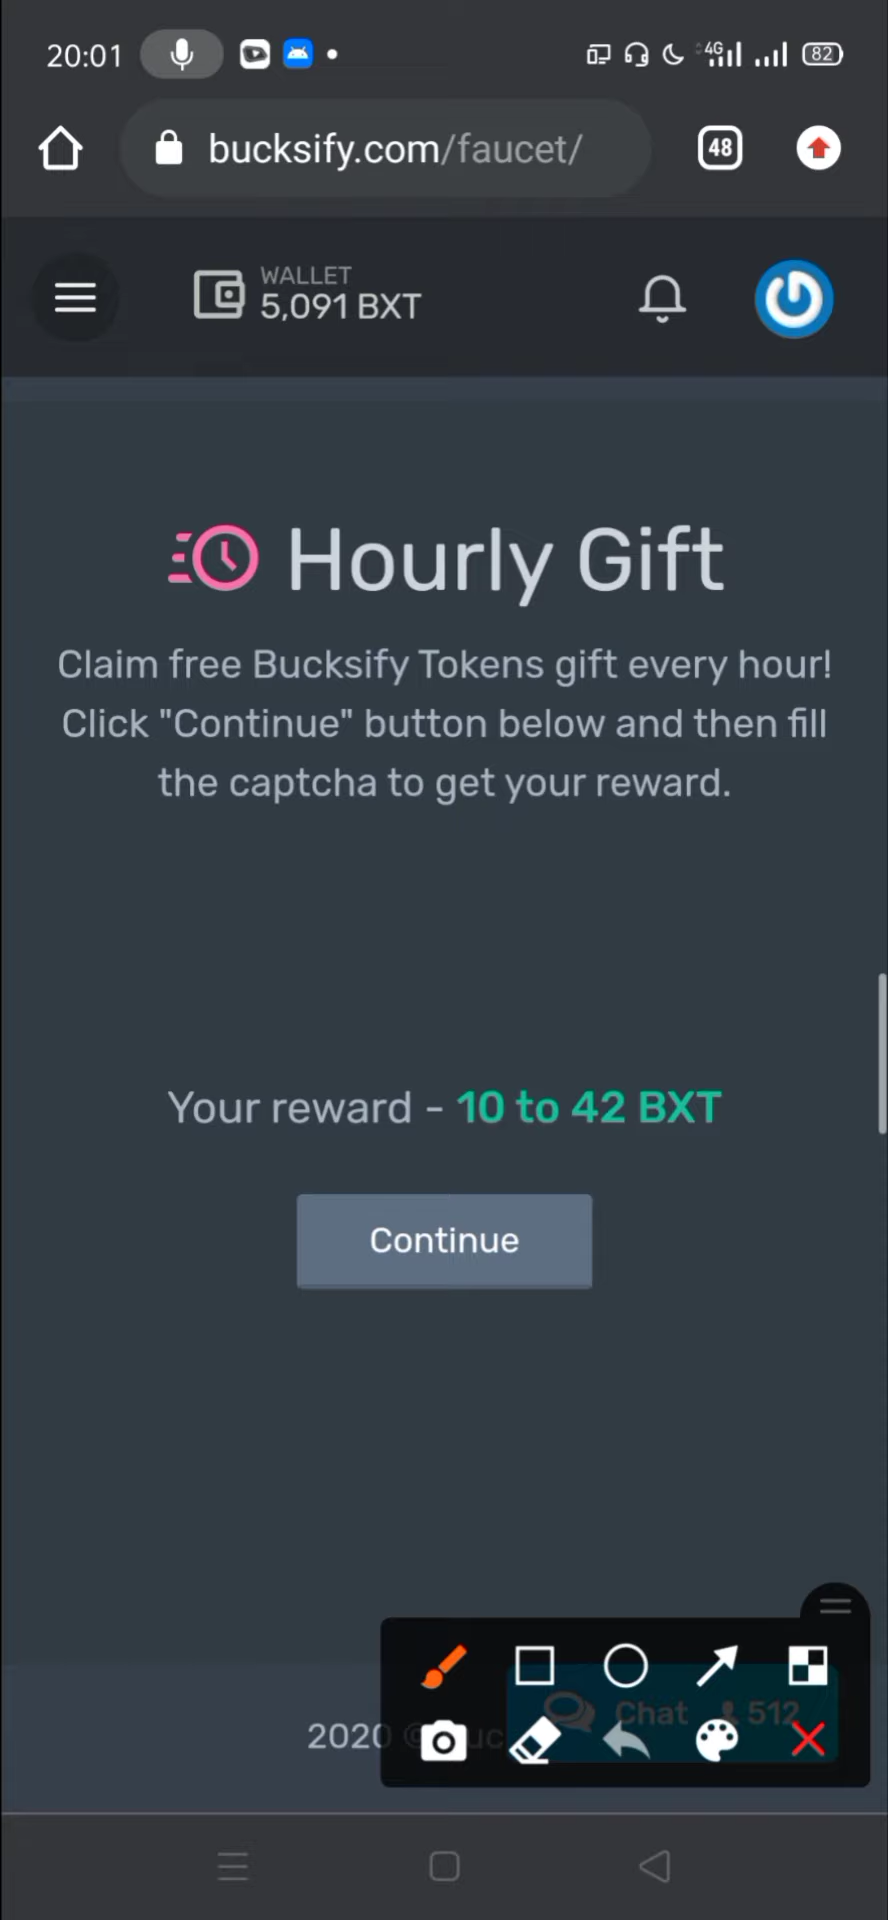 20:01
4G
82
bucksify.com/faucet/
48
WALLET
5,091 BXT
Hourly Gift
Claim free Bucksify Tokens gift every hour!
Click "Continue" button below and then fill
the captcha to get your reward.
Your reward - 10 to 42 BXT
Continue
Chat 512
2020 ©